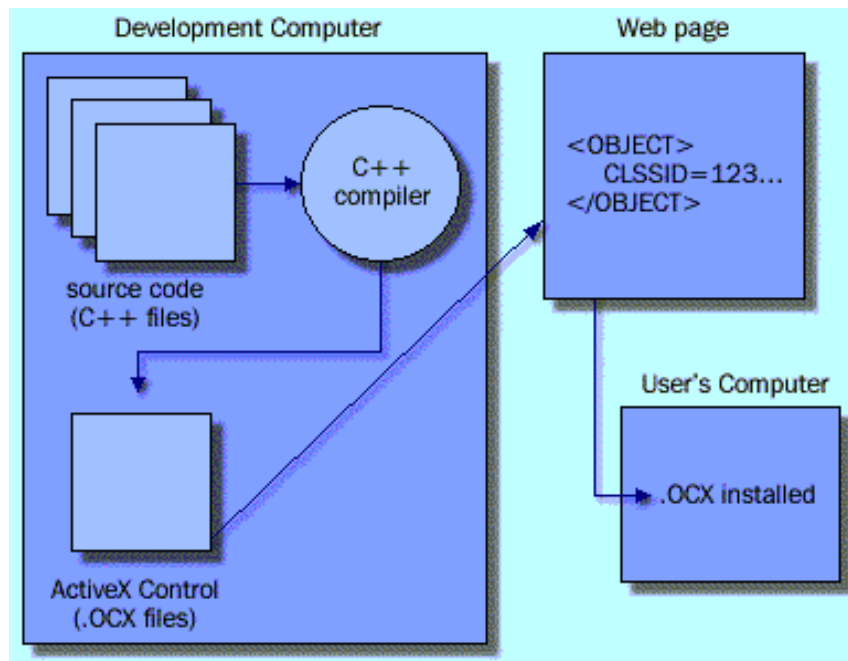 Development Computer
Web page
C++
compiler
source code
(C++ files)
ActiveX Control
(.OCX files)
<OBJECT>
CLSSID=123...
</OBJECT>
User's Computer
.OCX installed